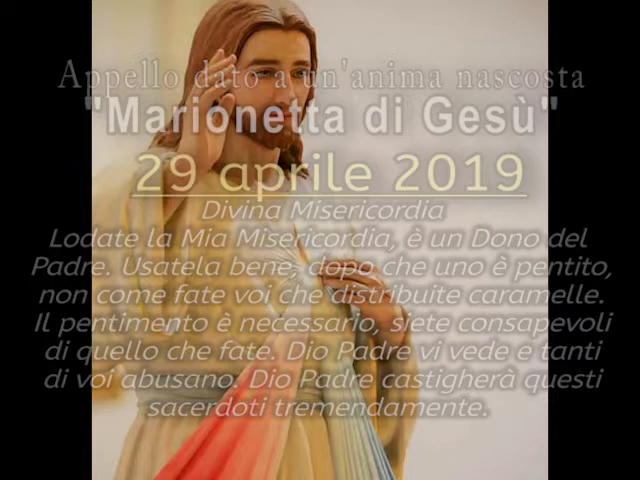 Appello dato a un'anima nascosta
"Marionetta di Gesù"
29 aprile 2019
Divina Misericordia
Lodate la Mia Misericordia, è un Dono del
Padre. Usatela bene, dopo che uno è pentito,
non come fate voi che distribuite caramelle.
Il pentimento è necessario, siete consapevoli
di quello che fate. Dio Padre vi vede e tanti
di voi abusano. Dio Padre castigherà questi
sacerdoti tremendamente.